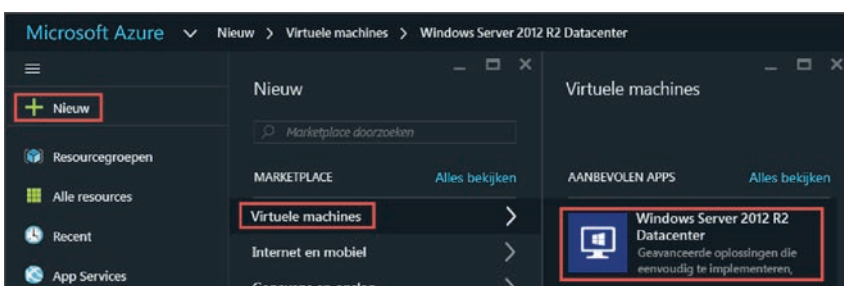 Microsoft Azure Nieuw > Virtuele machines > Windows Server 2012 R2 Datacenter
Nieuw
Resourcegroepen
Alle resources
Recent
App Services
Nieuw
Marketplace doorzoeken
MARKETPLACE Alles bekijken
Virtuele machines
Internet en mobiel
Virtuele machines
AANBEVOLEN APPS Alles bekijken
Windows Server 2012 R2
Datacenter
Geavanceerde oplossingen die
eenvoudig te implementeren,